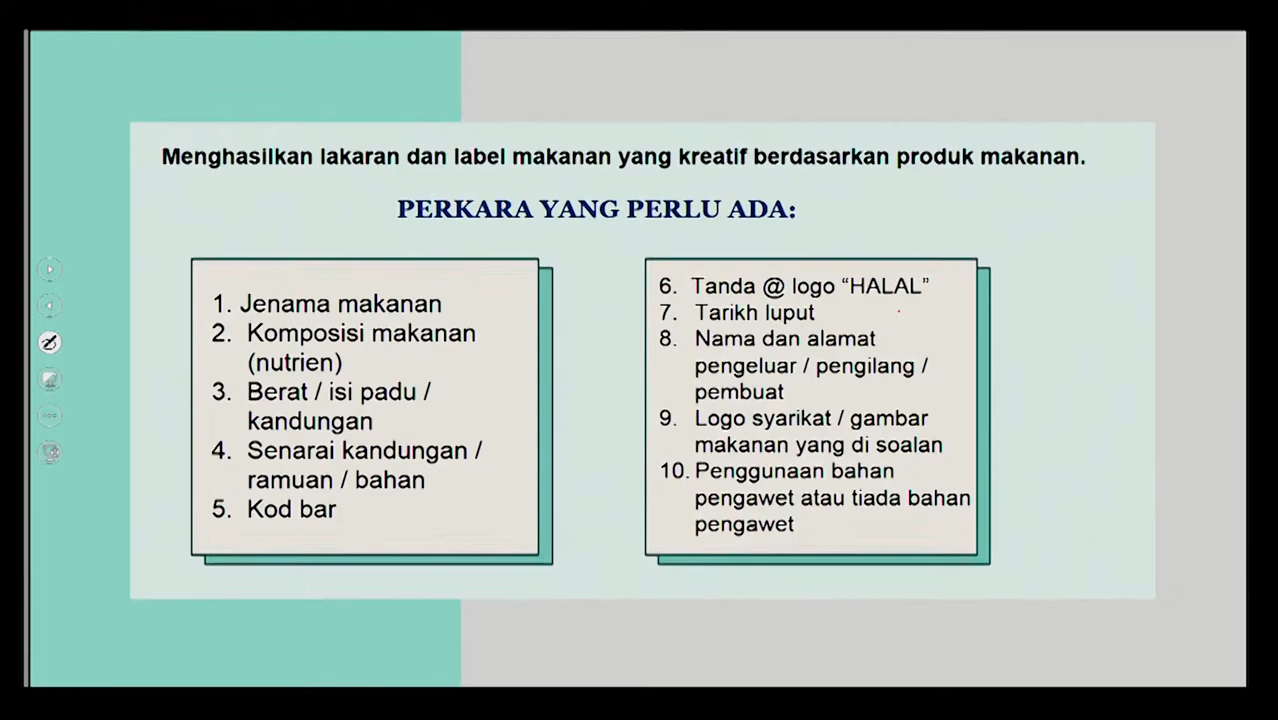 Menghasilkan lakaran dan label makanan yang kreatif berdasarkan produk makanan.
PERKARA YANG PERLU ADA:
1. Jenama makanan
2. Komposisi makanan
(nutrien)
3. Berat / isi padu /
kandungan
4. Senarai kandungan /
ramuan / bahan
5. Kod bar
6. Tanda @ logo “HALAL”
7. Tarikh luput
8. Nama dan alamat
pengeluar / pengilang /
pembuat
9. Logo syarikat / gambar
makanan yang di soalan
10. Penggunaan bahan
pengawet atau tiada bahan
pengawet